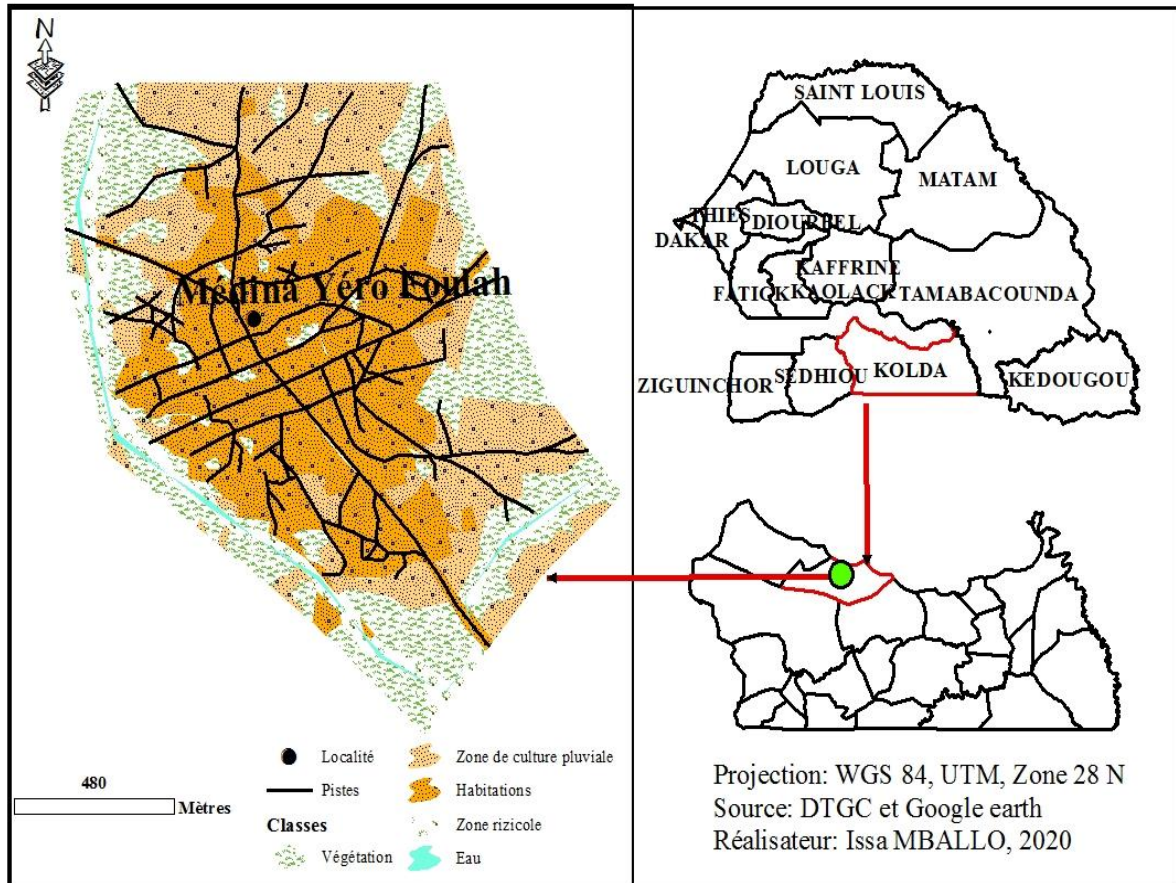 N
Médina Yéro Foulah
480
Mètres
Localité
Pistes
Classes
Végétation
Zone de culture pluviale
Habitations
Zone rizicole
Eau
SAINT LOUIS
LOUGA
MATAM
THIES
DIOURBEL
DAKAR
KAFFRINE
FATICK
KAOLACK
TAMBACOUNDA
ZIGUINCHOR
SEDHIOU
KOLDA
KEDOUGOU
Projection: WGS 84, UTM, Zone 28 N
Source: DTGC et Google earth
Réalisateur: Issa MBALLO, 2020